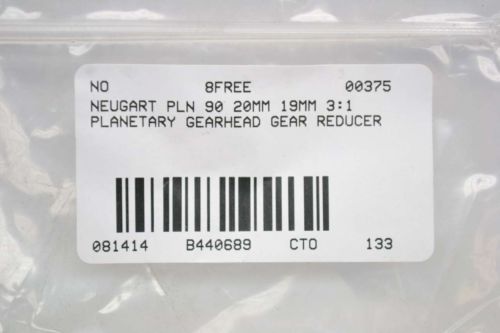 NO 8FREE 00375
NEUGART PLN 90 20MM 19MM 3:1
PLANETARY GEARHEAD GEAR REDUCER
081414 B440689 CTO 133